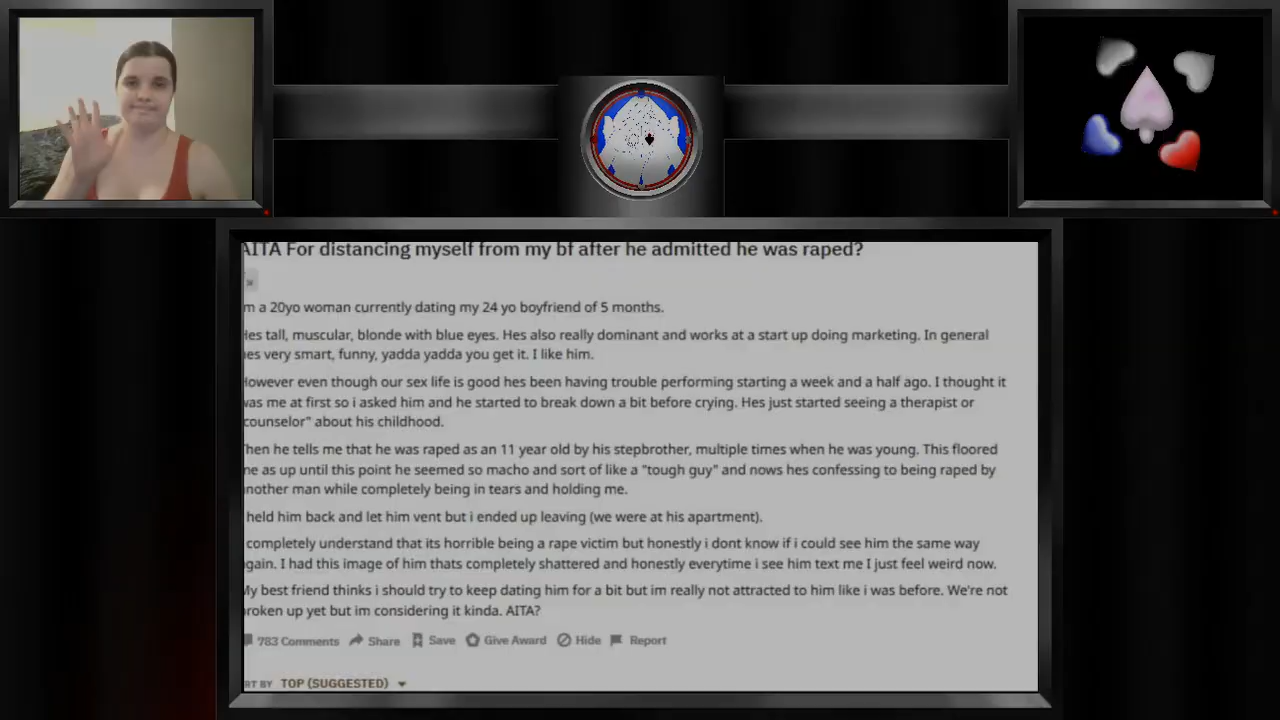 AITA For distancing myself from my bf after he admitted he was raped?
m a 20yo woman currently dating my 24 yo boyfriend of 5 months.
Hes tall, muscular, blonde with blue eyes. Hes also really dominant and works at a start up doing marketing. In general
hes very smart, funny, yadda yadda you get it. I like him.
However even though our sex life is good hes been having trouble performing starting a week and a half ago. I thought it
was me at first so i asked him and he started to break down a bit before crying. Hes just started seeing a therapist or
counselor" about his childhood.
Then he tells me that he was raped as an 11 year old by his stepbrother, multiple times when he was young. This floored
me as up until this point he seemed so macho and sort of like a "tough guy" and nows hes confessing to being raped by
another man while completely being in tears and holding me.
held him back and let him vent but i ended up leaving (we were at his apartment).
completely understand that its horrible being a rape victim but honestly i dont know if i could see him the same way
again. I had this image of him thats completely shattered and honestly everytime i see him text me I just feel weird now.
My best friend thinks i should try to keep dating him for a bit but im really not attracted to him like i was before. We're not
broken up yet but im considering it kinda. AITA?
783 Comments Share Save Give Award Hide Report
RT BY TOP (SUGGESTED)